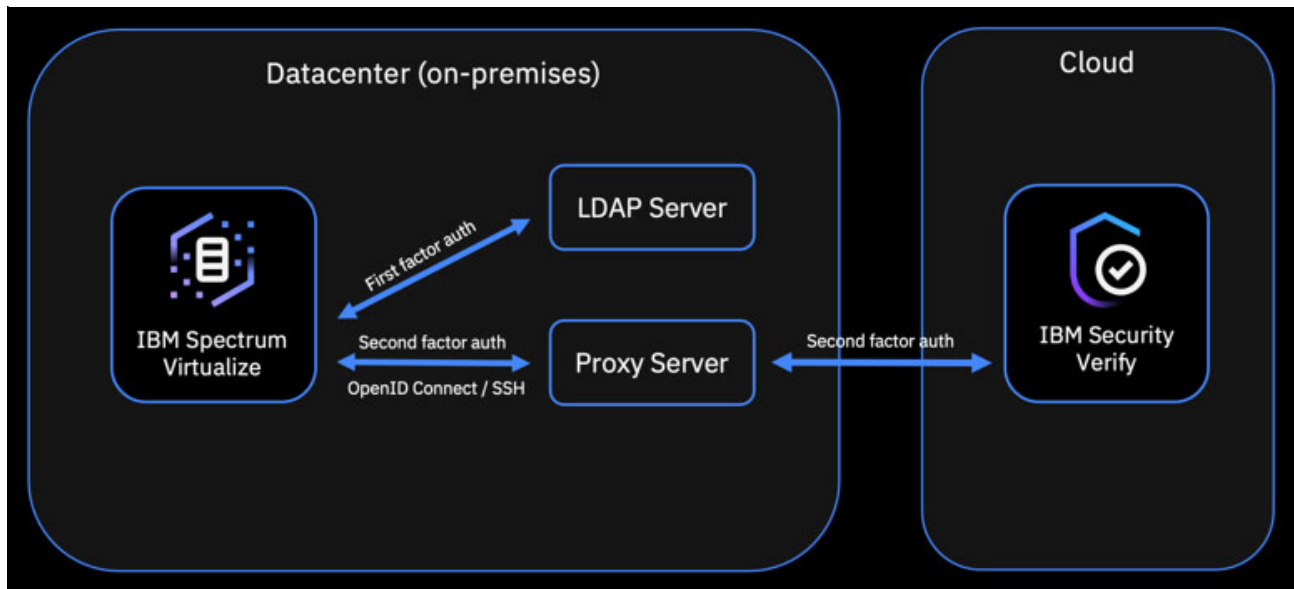 Datacenter (on-premises)
Cloud
LDAP Server
First factor auth
IBM Spectrum
Virtualize
Second factor auth
OpenID Connect / SSH
Proxy Server
Second factor auth
IBM Security
Verify